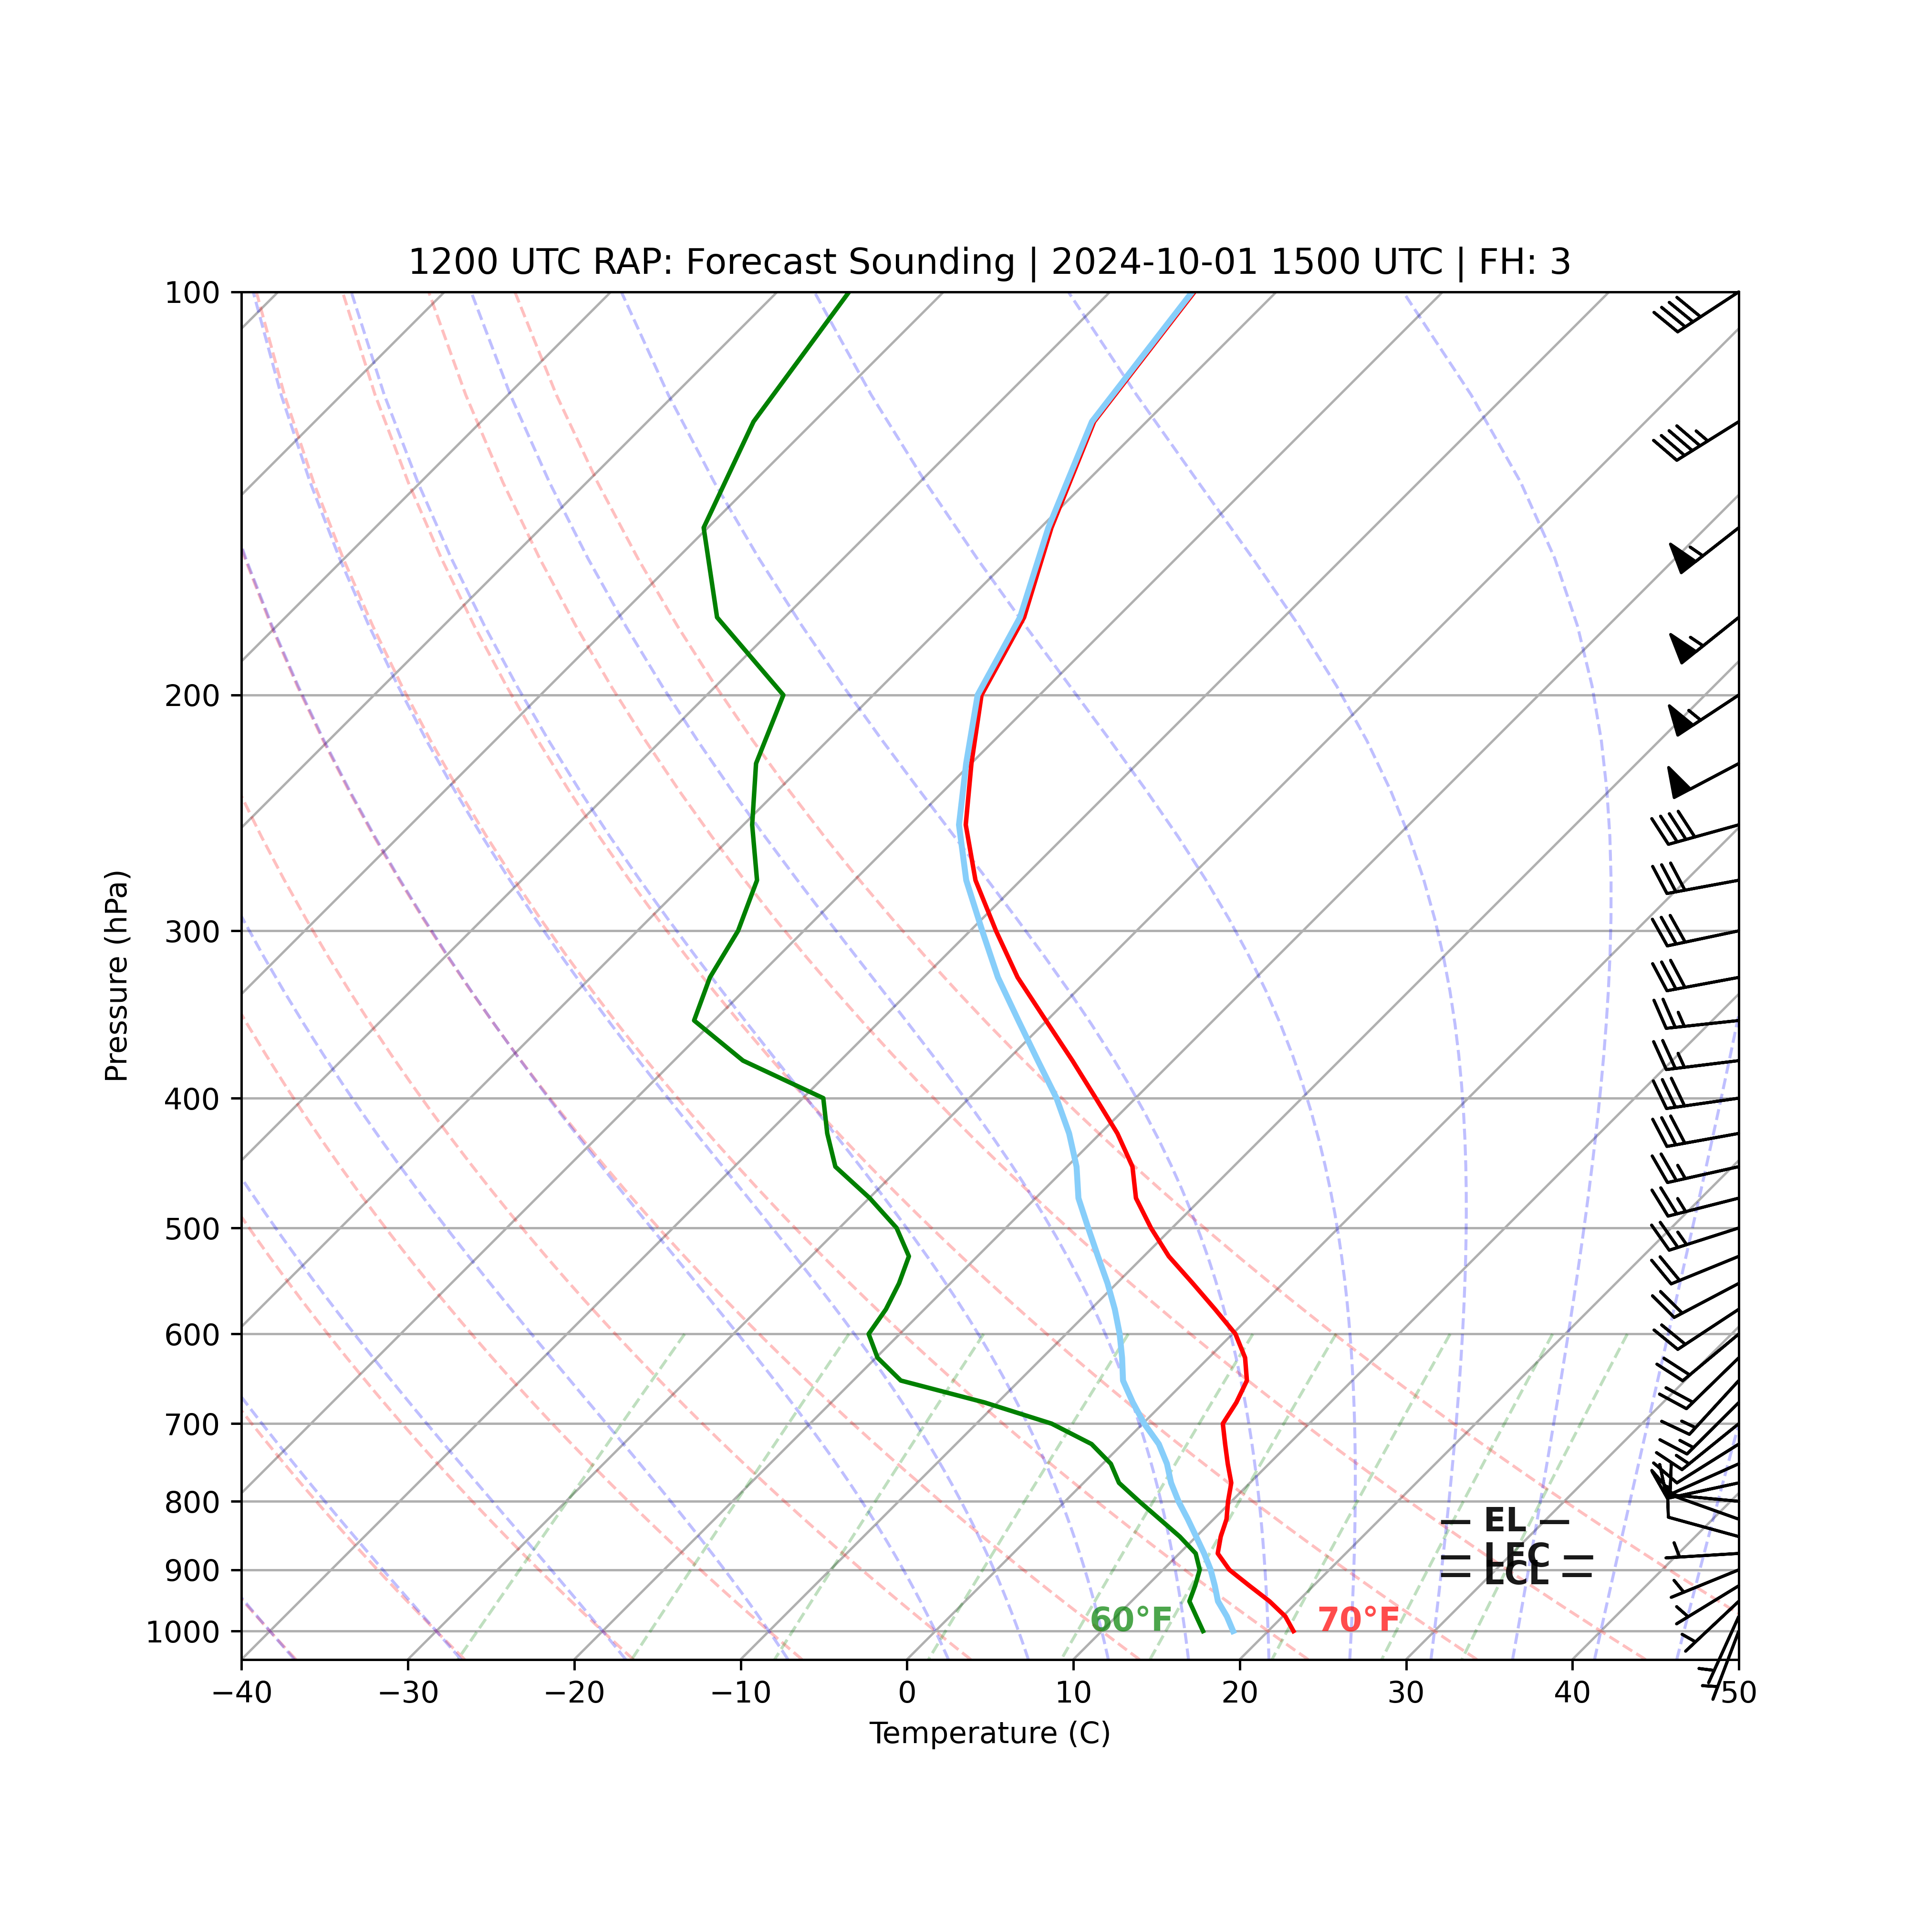 1200 UTC RAP: Forecast Sounding | 2024-10-01 1500 UTC | FH: 3
100
200
300
400
500
600
700
800
900
1000
Pressure (hPa)
— EL —
— LFC —
— LCL —
60°F
70°F
−40 −30 −20 −10 0 10 20 30 40 50
Temperature (C)